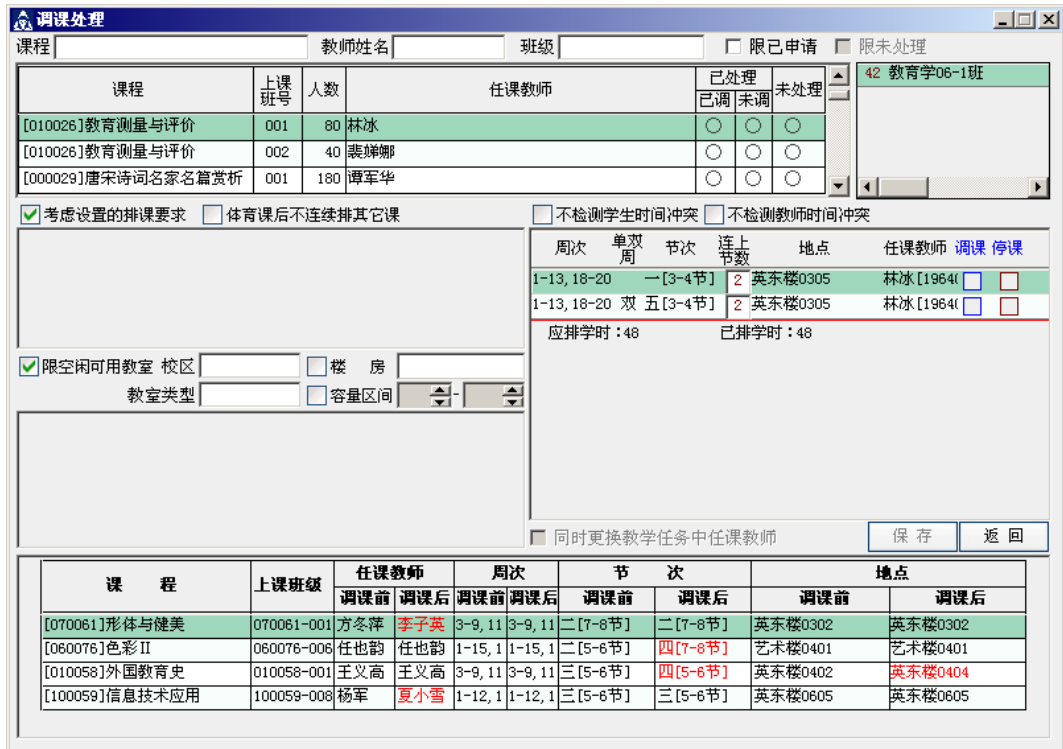 调课处理
课程 教师姓名 班级 限已申请 限未处理
课程 上课班号 人数 任课教师 已处理 未处理
已调 未调
[010026]教育测量与评价 001 80 林冰
[010026]教育测量与评价 002 40 裴娣娜
[000029]唐宋诗词名家名篇赏析 001 180 谭军华
42 教育学06-1班
考虑设置的排课要求 体育课后不连续排其它课 不检测学生时间冲突 不检测教师时间冲突
周次 单双周 节次 连上节数 地点 任课教师 调课 停课
1-13,18-20 一[3-4节] 2 英东楼0305 林冰[1964(
1-13,18-20 双 五[3-4节] 2 英东楼0305 林冰[1964(
应排学时:48 已排学时:48
限空闲可用教室 校区 楼 房
教室类型 容量区间 -
同时更换教学任务中任课教师 保 存 返 回
课 程 上课班级 任课教师 周次 节 次 地点
调课前 调课后 调课前 调课后 调课前 调课后 调课前 调课后
[070061]形体与健美 070061-001 方冬萍 李子英 3-9,11 3-9,11 二[7-8节] 二[7-8节] 英东楼0302 英东楼0302
[060076]色彩II 060076-006 任也韵 任也韵 1-15,1 1-15,1 二[5-6节] 四[7-8节] 艺术楼0401 艺术楼0401
[010058]外国教育史 010058-001 王义高 王义高 3-9,11 3-9,11 三[5-6节] 四[5-6节] 英东楼0402 英东楼0404
[100059]信息技术应用 100059-008 杨军 夏小雪 1-12,1 1-12,1 三[5-6节] 三[5-6节] 英东楼0605 英东楼0605